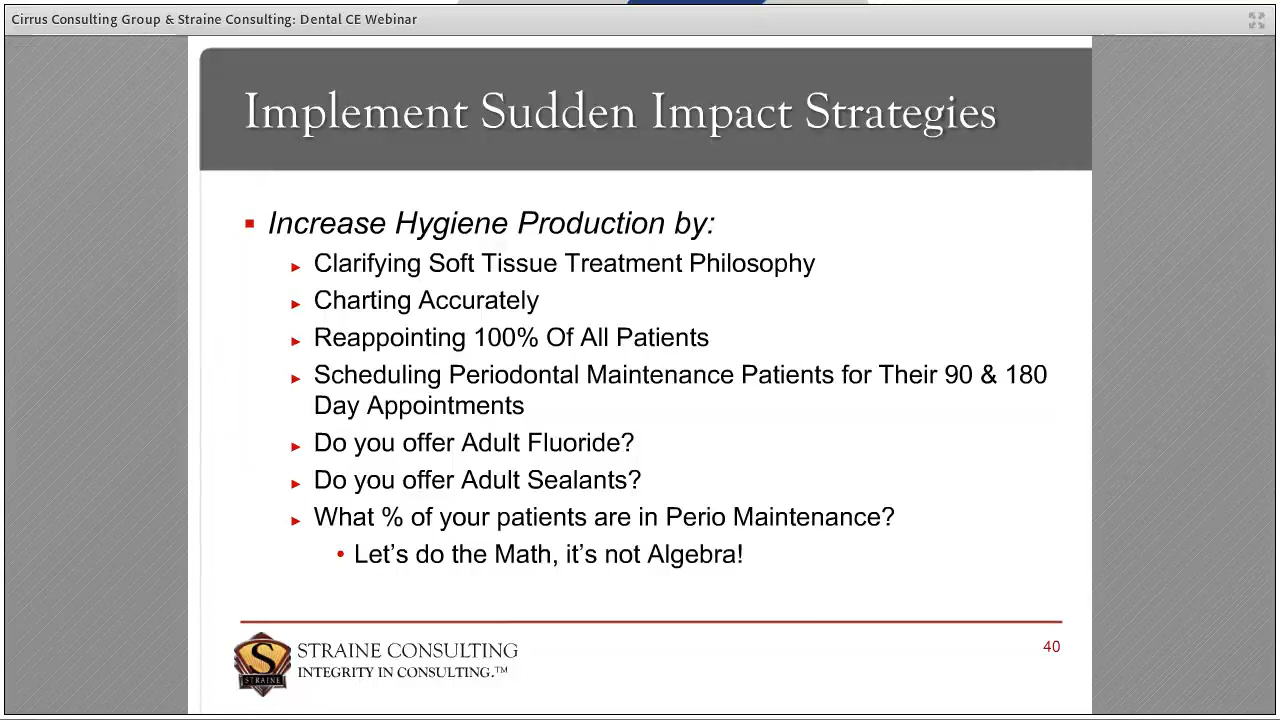 Cirrus Consulting Group & Straine Consulting: Dental CE Webinar
Implement Sudden Impact Strategies
Increase Hygiene Production by:
Clarifying Soft Tissue Treatment Philosophy
Charting Accurately
Reappointing 100% Of All Patients
Scheduling Periodontal Maintenance Patients for Their 90 & 180
Day Appointments
Do you offer Adult Fluoride?
Do you offer Adult Sealants?
What % of your patients are in Perio Maintenance?
• Let’s do the Math, it’s not Algebra!
S
STRAINE
STRAINE CONSULTING
INTEGRITY IN CONSULTING.™
40